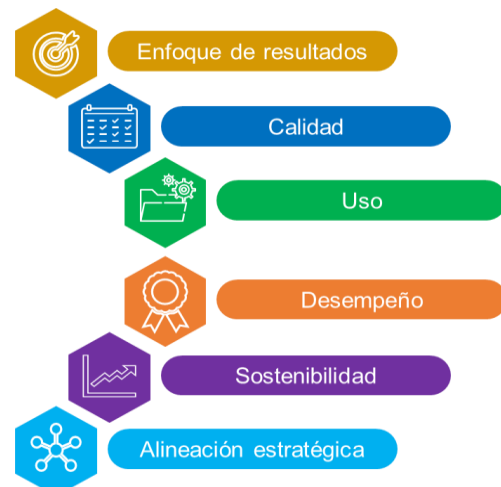 Enfoque de resultados
Calidad
Uso
Desempeño
Sostenibilidad
Alineación estratégica